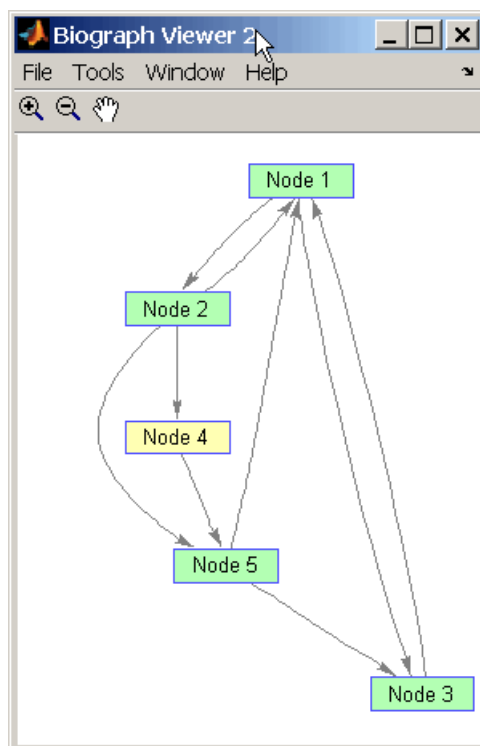 Biograph Viewer 2
File Tools Window Help
Node 1
Node 2
Node 4
Node 5
Node 3